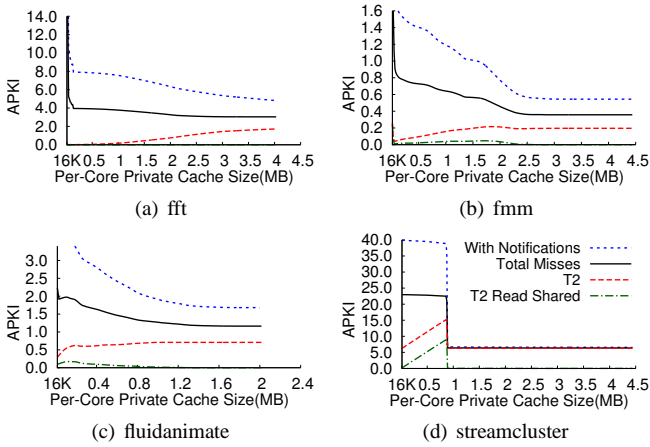 14.0
12.0
10.0
8.0
6.0
4.0
2.0
0.0
APKI
16K 0.5 1 1.5 2 2.5 3 3.5 4 4.5
Per-Core Private Cache Size(MB)
(a) fft
1.6
1.4
1.2
1.0
0.8
0.6
0.4
0.2
0
APKI
16K 0.5 1 1.5 2 2.5 3 3.5 4 4.5
Per-Core Private Cache Size(MB)
(b) fmm
3.0
2.5
2.0
1.5
1.0
0.5
0.0
APKI
16K 0.4 0.8 1.2 1.6 2 2.4
Per-Core Private Cache Size(MB)
(c) fluidanimate
40.0
35.0
30.0
25.0
20.0
15.0
10.0
5.0
0.0
APKI
With Notifications
Total Misses
T2
T2 Read Shared
16K 0.5 1 1.5 2 2.5 3 3.5 4 4.5
Per-Core Private Cache Size(MB)
(d) streamcluster